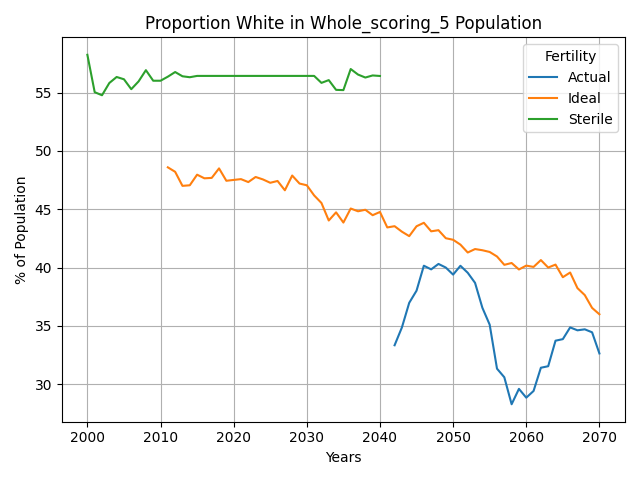 Proportion White in Whole_scoring_5 Population
Fertility
Actual
Ideal
Sterile
% of Population
55
50
45
40
35
30
2000
2010
2020
2030
2040
2050
2060
2070
Years